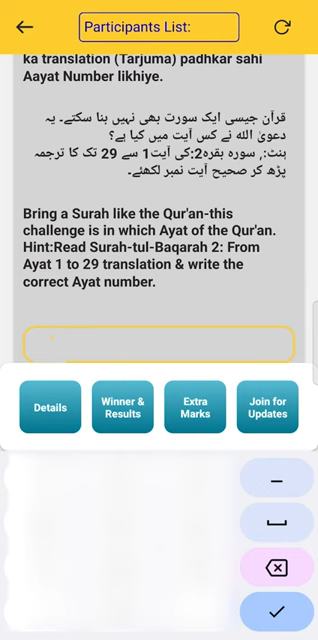 Participants List:
ka translation (Tarjuma) padhkar sahi
Aayat Number likhiye.
قرآن جیسی ایک سورت بھی نہیں بنا سکتے۔ یہ
دعویٰ اللہ نے کس آیت میں کیا ہے؟
ہنٹ:, سورہ بقرہ2:کی آیت1 سے 29 تک کا ترجمہ
پڑھ کر صحیح آیت نمبر لکھئے۔
Bring a Surah like the Qur'an-this
challenge is in which Ayat of the Qur'an.
Hint:Read Surah-tul-Baqarah 2: From
Ayat 1 to 29 translation & write the
correct Ayat number.
Details
Winner &
Results
Extra
Marks
Join for
Updates